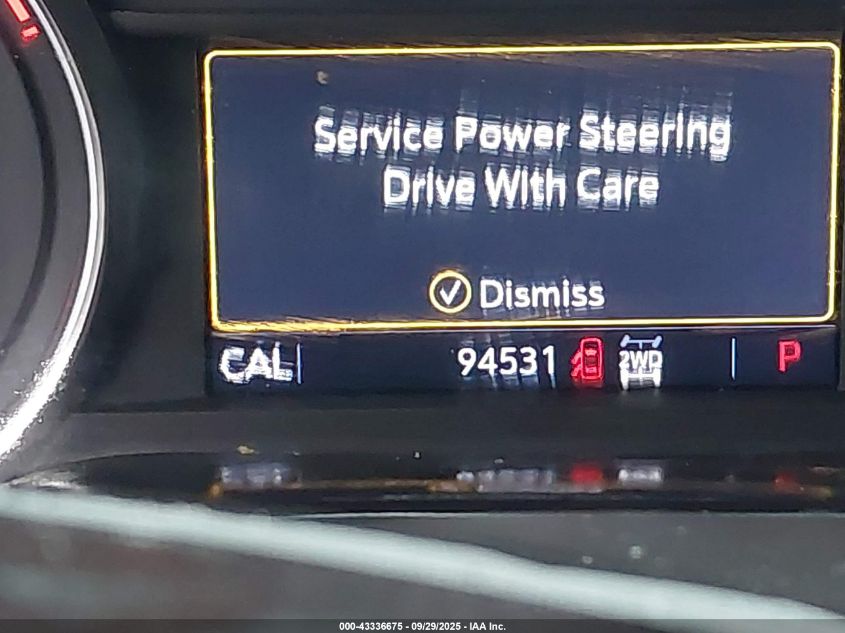 Service Power Steering
Drive With Care
Dismiss
CAL 94531 2WD P
000-43336675 - 09/29/2025 - IAA Inc.